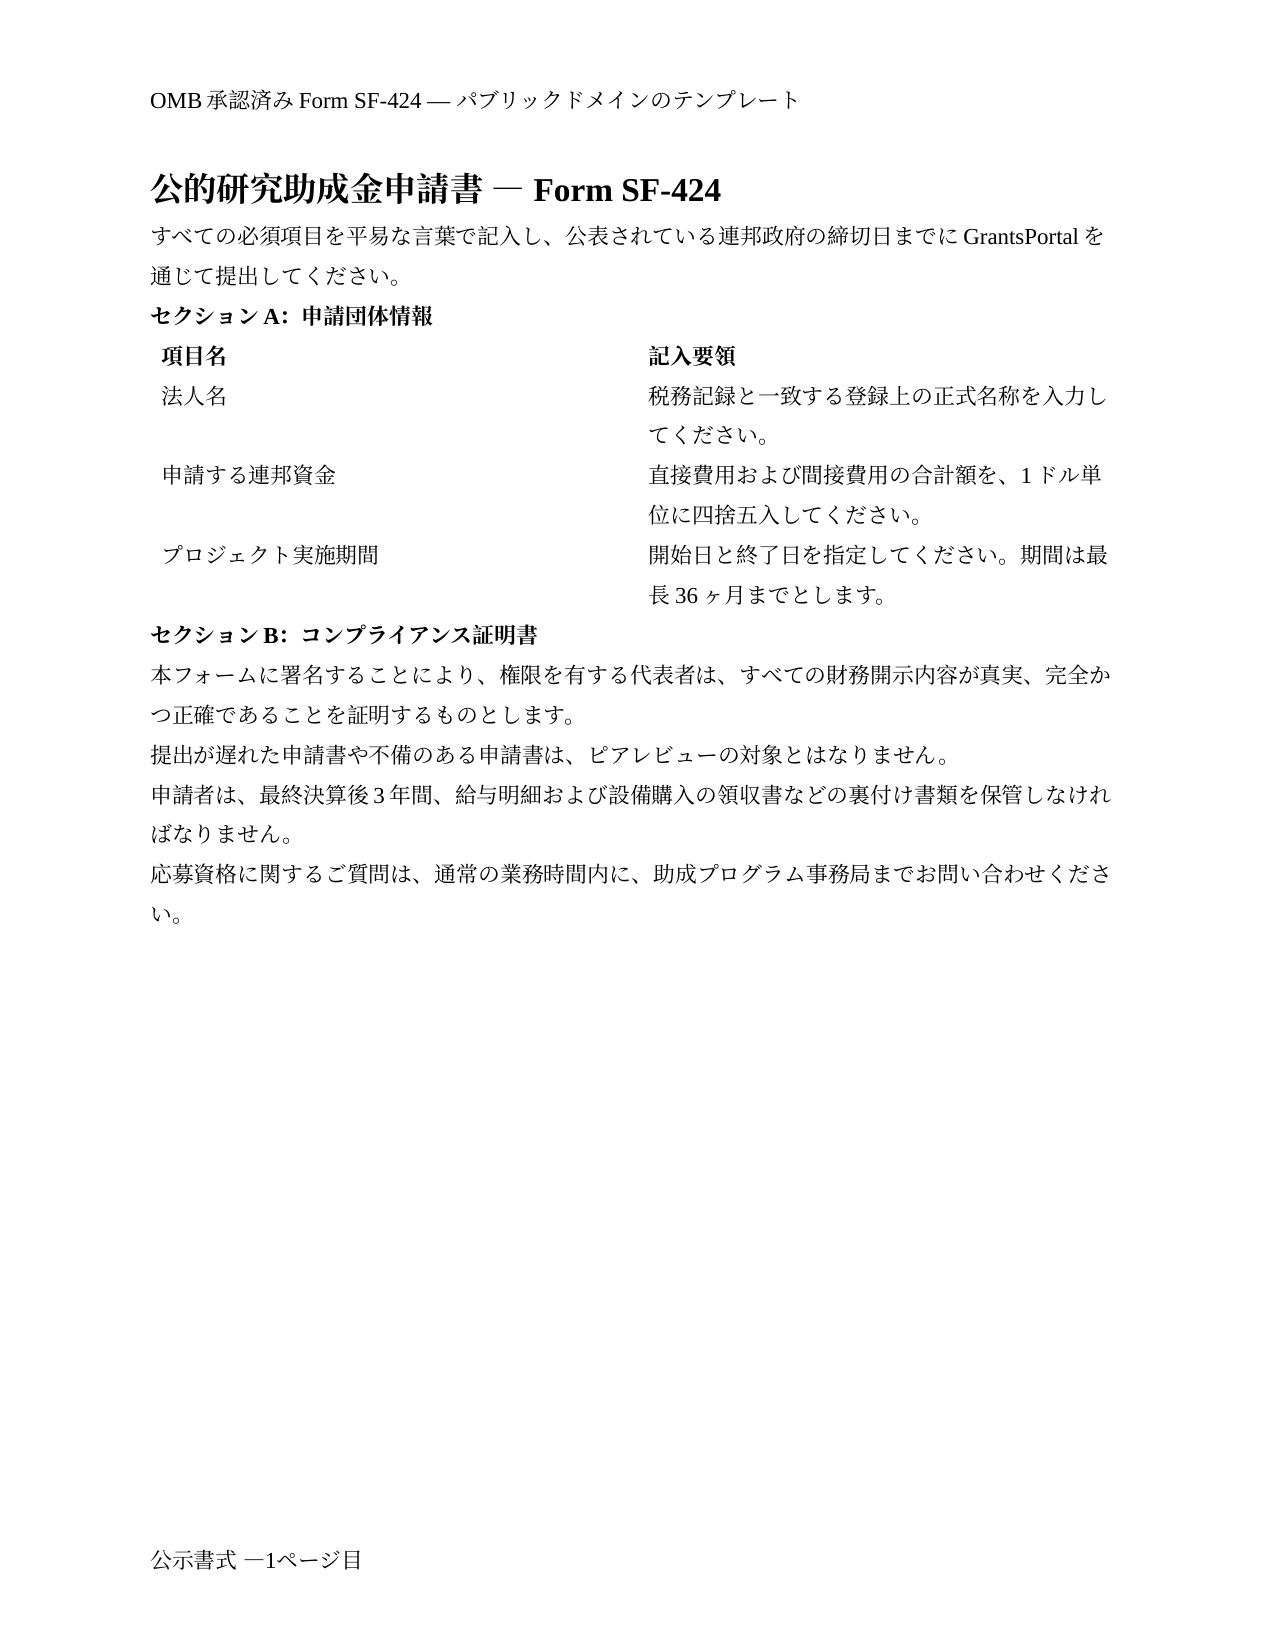 OMB 承認済み Form SF-424 — パブリックドメインのテンプレート
公的研究助成金申請書 — Form SF-424
すべての必須項目を平易な言葉で記入し、公表されている連邦政府の締切日までに GrantsPortal を
通じて提出してください。
セクション A: 申請団体情報
項目名 記入要領
法人名 税務記録と一致する登録上の正式名称を入力し
てください。
申請する連邦資金 直接費用および間接費用の合計額を、1 ドル単
位に四捨五入してください。
プロジェクト実施期間 開始日と終了日を指定してください。期間は最
長 36 ヶ月までとします。
セクション B: コンプライアンス証明書
本フォームに署名することにより、権限を有する代表者は、すべての財務開示内容が真実、完全か
つ正確であることを証明するものとします。
提出が遅れた申請書や不備のある申請書は、ピアレビューの対象とはなりません。
申請者は、最終決算後 3 年間、給与明細および設備購入の領収書などの裏付け書類を保管しなけれ
ばなりません。
応募資格に関するご質問は、通常の業務時間内に、助成プログラム事務局までお問い合わせくださ
い。
公示書式 —1ページ目